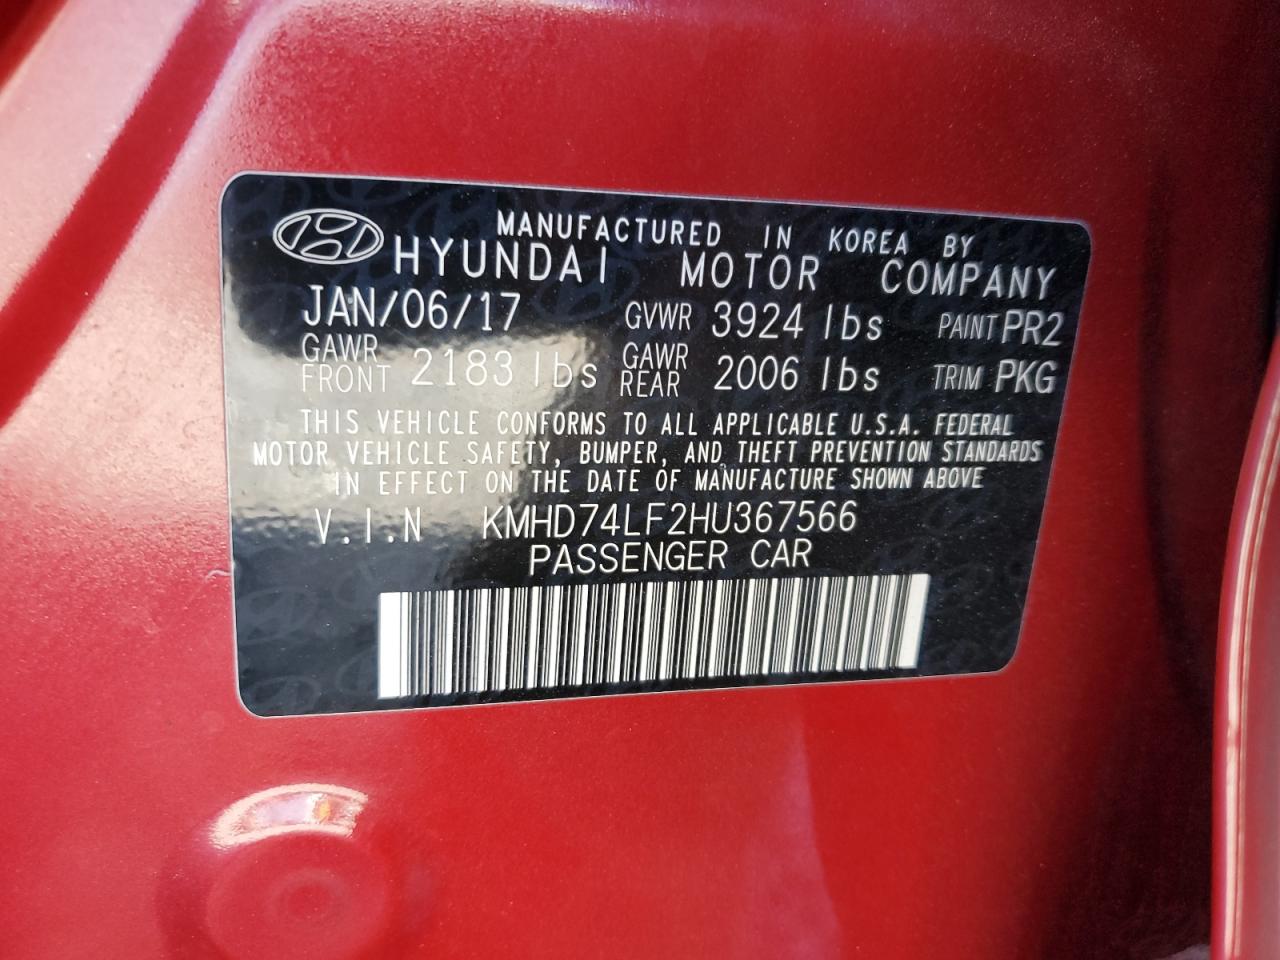 MANUFACTURED IN KOREA BY
HYUNDAI MOTOR COMPANY
JAN/06/17 GVWR 3924 lbs PAINT PR2
GAWR FRONT 2183 lbs GAWR REAR 2006 lbs TRIM PKG
THIS VEHICLE CONFORMS TO ALL APPLICABLE U.S.A. FEDERAL
MOTOR VEHICLE SAFETY, BUMPER, AND THEFT PREVENTION STANDARDS
IN EFFECT ON THE DATE OF MANUFACTURE SHOWN ABOVE
V.I.N KMHD74LF2HU367566
PASSENGER CAR